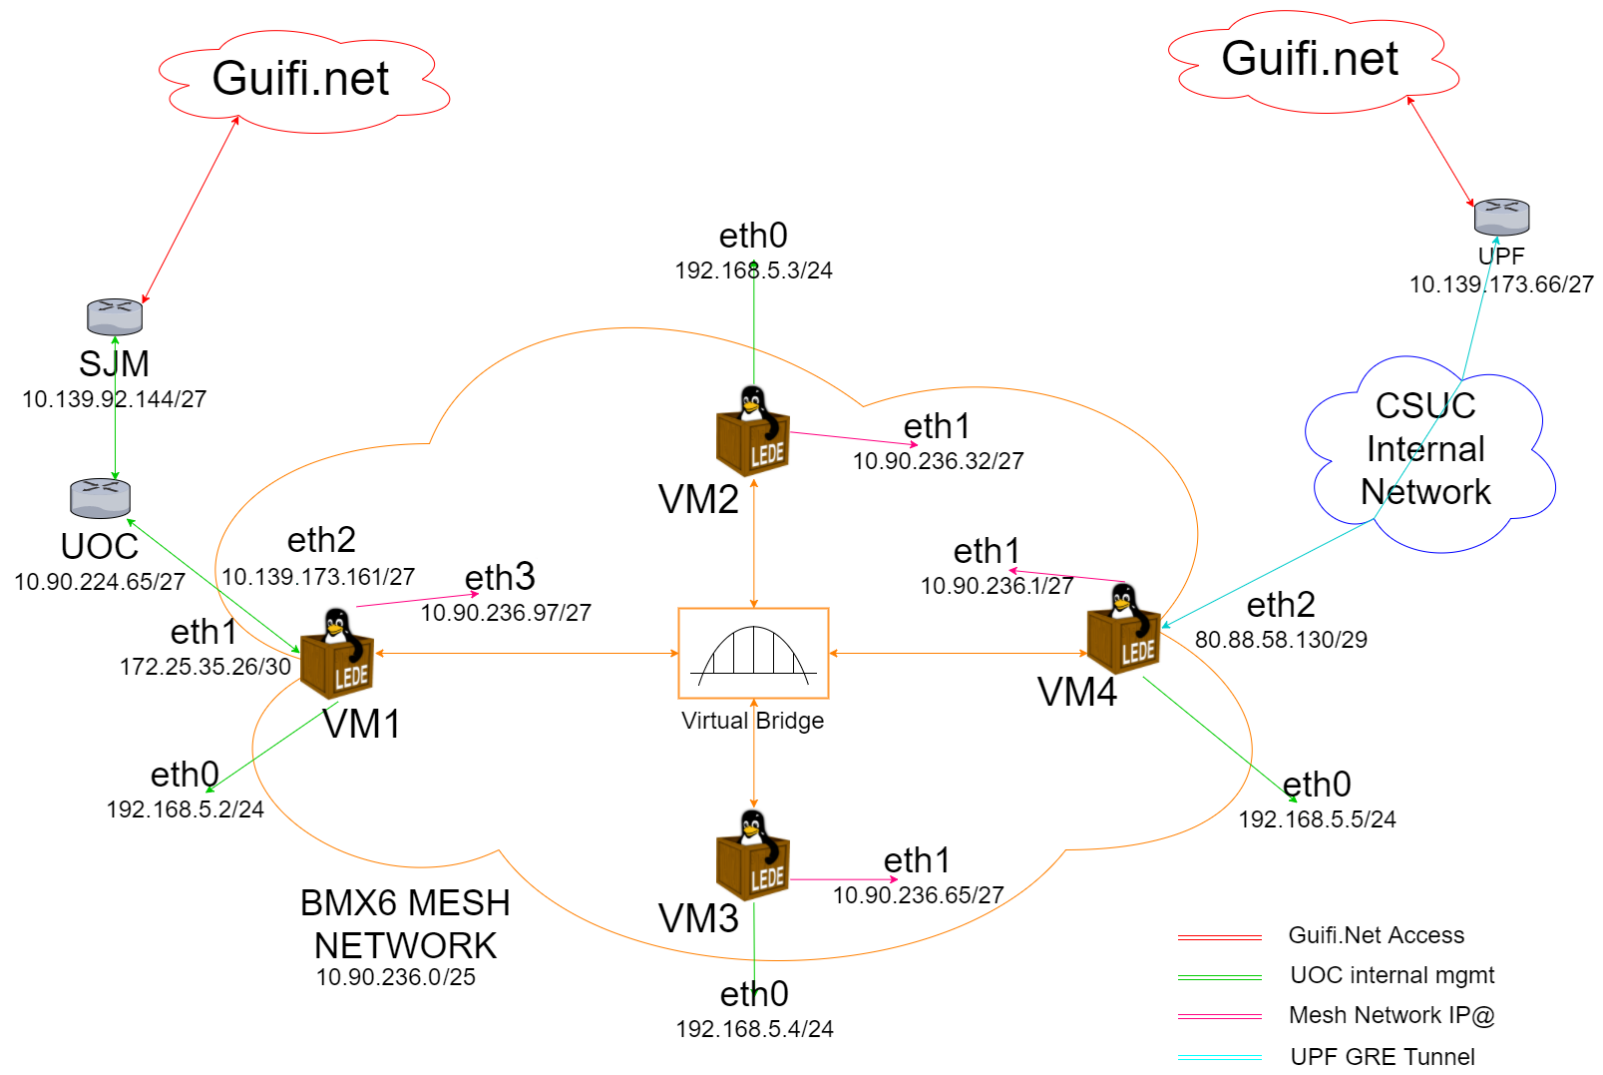 Guifi.net
Guifi.net
UPF
10.139.173.66/27
eth0
192.168.5.3/24
SJM
10.139.92.144/27
CSUC
Internal
Network
eth1
10.90.236.32/27
LEDE
VM2
UOC
10.90.224.65/27
eth2
10.139.173.161/27
eth3
10.90.236.97/27
eth1
10.90.236.1/27
eth2
80.88.58.130/29
eth1
172.25.35.26/30
LEDE
VM1
LEDE
VM4
Virtual Bridge
eth0
192.168.5.2/24
eth0
192.168.5.5/24
LEDE
VM3
eth1
10.90.236.65/27
BMX6 MESH
NETWORK
10.90.236.0/25
eth0
192.168.5.4/24
Guifi.Net Access
UOC internal mgmt
Mesh Network IP@
UPF GRE Tunnel